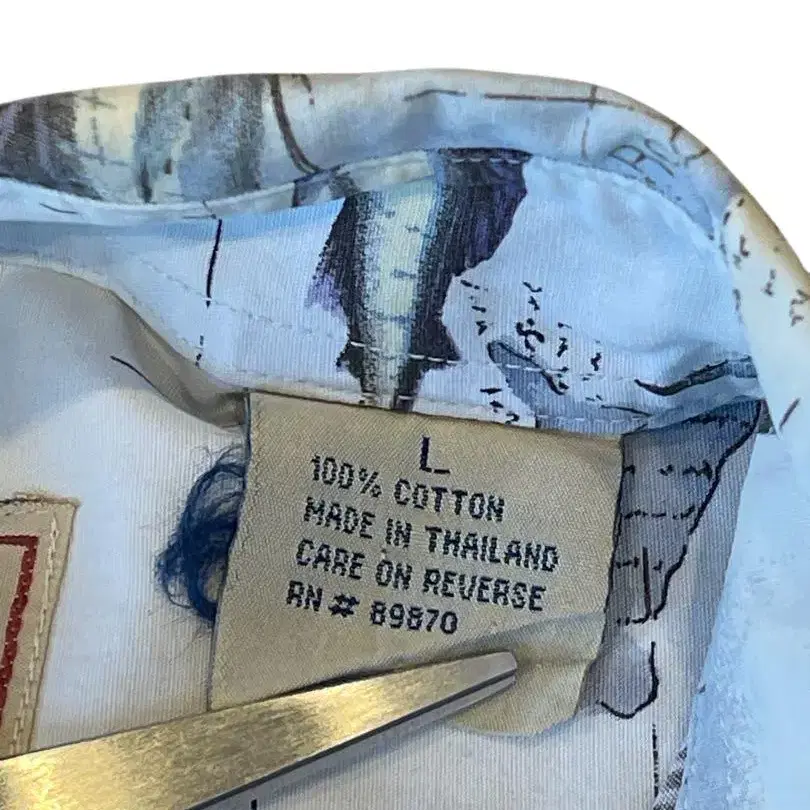 L
100% COTTON
MADE IN THAILAND
CARE ON REVERSE
RN # 89870